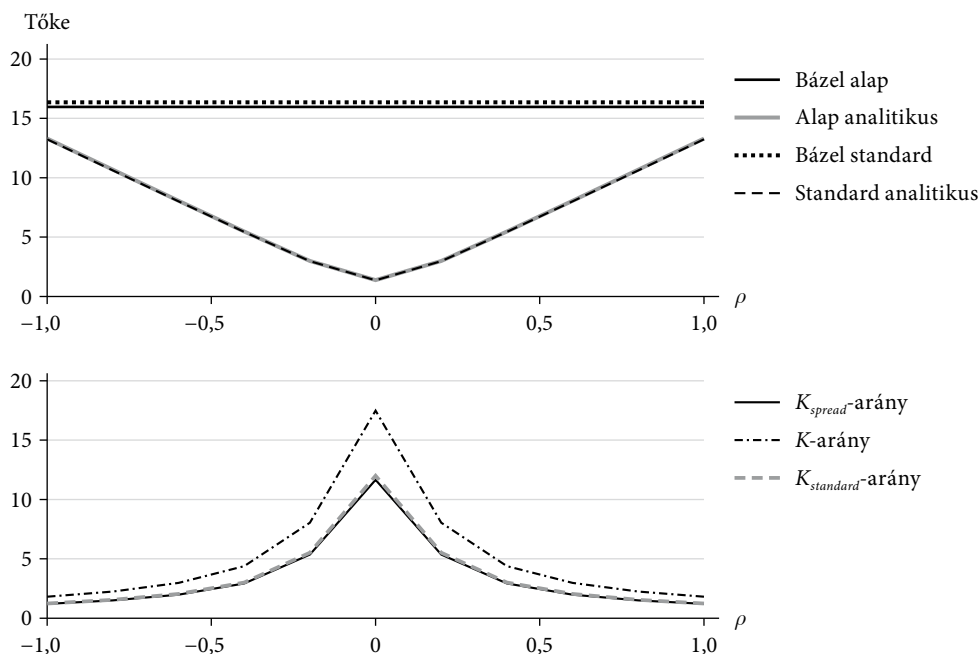 Tőke
20
15
10
5
0
−1,0 −0,5 0 0,5 1,0 ρ
Bázel alap
Alap analitikus
Bázel standard
Standard analitikus
20
15
10
5
0
−1,0 −0,5 0 0,5 1,0 ρ
Kspread-arány
K-arány
Kstandard-arány